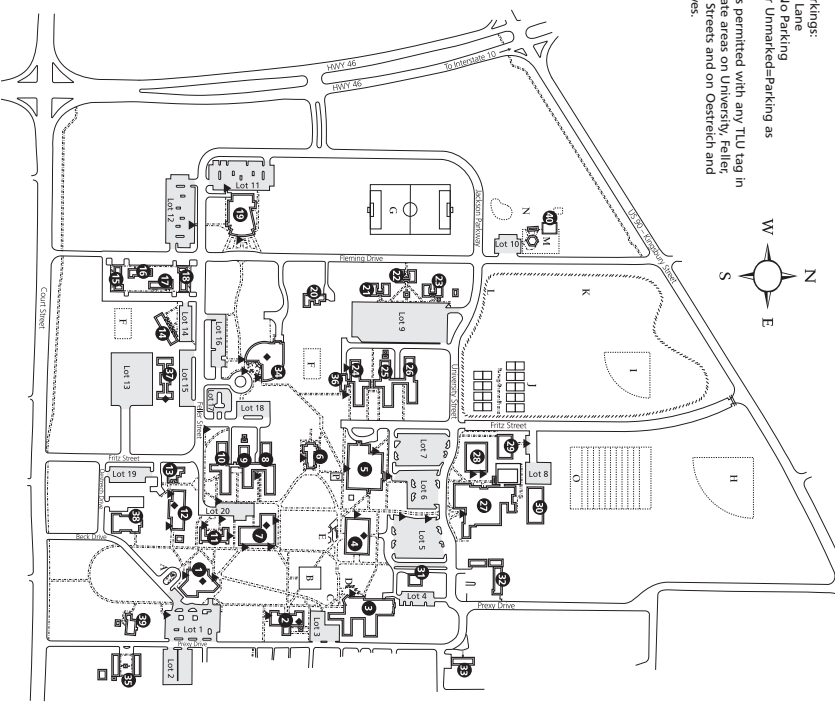 rkings:
Lane
No Parking
r Unmarked=Parking as
s permitted with any TLU tag in
ate areas on University, Feller,
Streets and on Oestreich and
ves.
N
W
E
S
HWY 46
HWY 46
To Interstate 10
US 90 - Kingsbury Street
Jackson Parkway
Fleming Drive
University Street
Fritz Street
Fritz Street
Feller Street
Court Street
Beck Drive
Prexy Drive
Prexy Drive
Lot 1
Lot 2
Lot 3
Lot 4
Lot 5
Lot 6
Lot 7
Lot 8
Lot 9
Lot 10
Lot 11
Lot 12
Lot 13
Lot 14
Lot 15
Lot 16
Lot 18
Lot 19
Lot 20
1
2
3
4
5
6
7
8
9
10
11
12
13
14
15
16
17
18
19
20
21
22
23
24
25
26
27
28
29
30
31
32
33
34
35
36
37
38
39
40
A
B
C
D
E
F
F
G
H
I
J
K
L
M
N
O